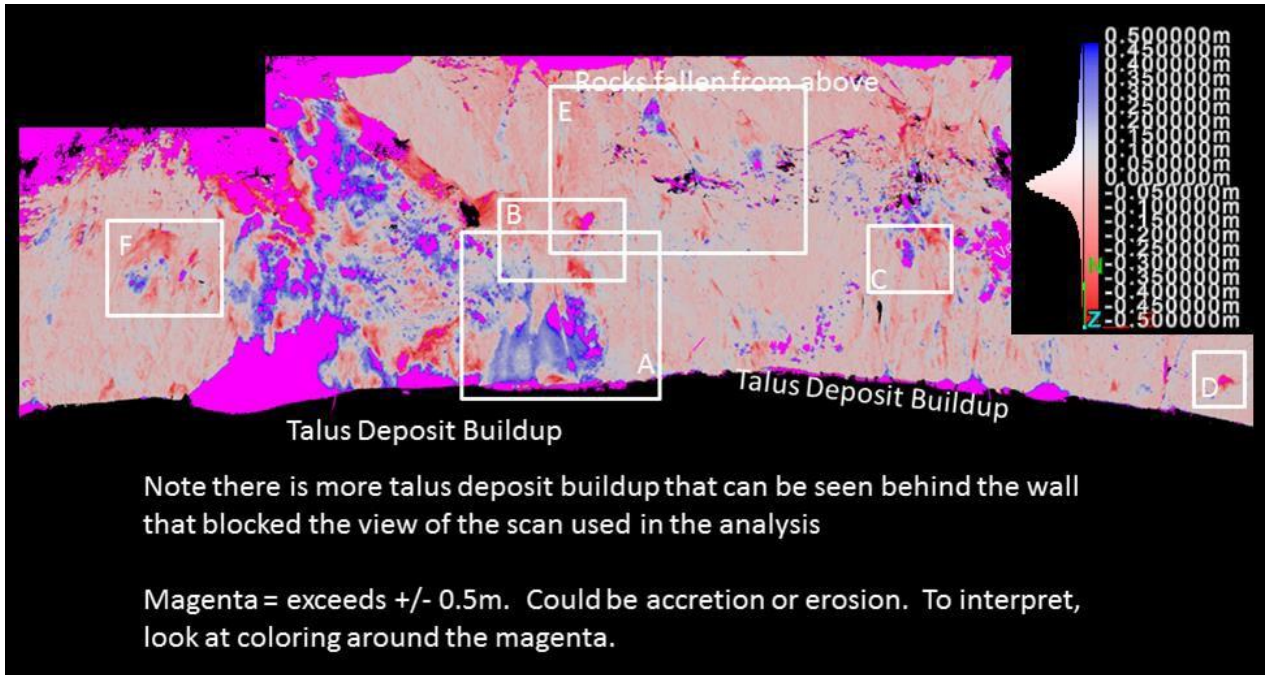 0.500000m
Rocks fallen from above
E
-0.050000m
B
F
N
C
Z
-0.500000m
A
D
Talus Deposit Buildup
Talus Deposit Buildup
Note there is more talus deposit buildup that can be seen behind the wall
that blocked the view of the scan used in the analysis
Magenta = exceeds +/- 0.5m.  Could be accretion or erosion.  To interpret,
look at coloring around the magenta.